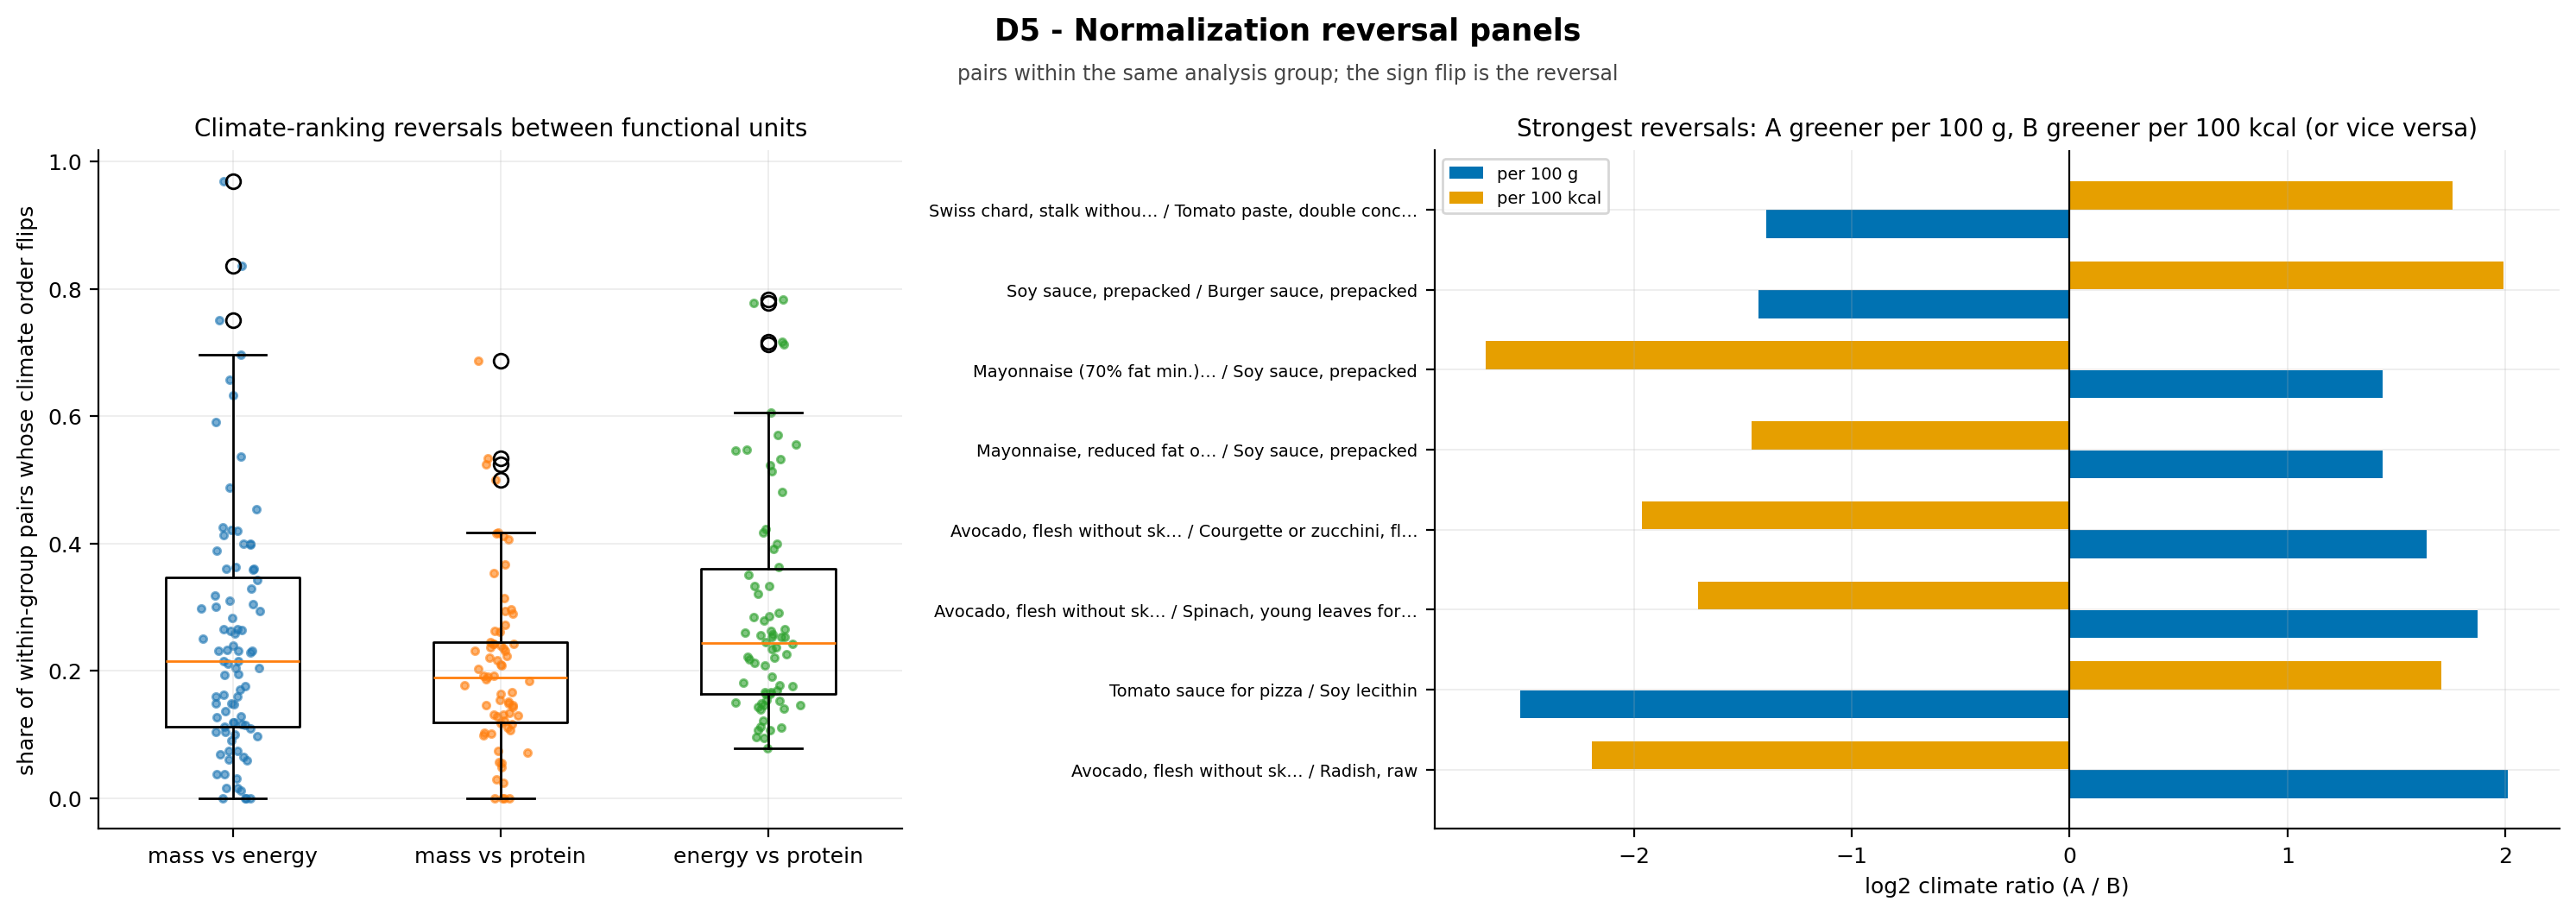 D5 - Normalization reversal panels
pairs within the same analysis group; the sign flip is the reversal
Climate-ranking reversals between functional units
share of within-group pairs whose climate order flips
1.0
0.8
0.6
0.4
0.2
0.0
mass vs energy
mass vs protein
energy vs protein
Strongest reversals: A greener per 100 g, B greener per 100 kcal (or vice versa)
per 100 g
per 100 kcal
Swiss chard, stalk withou… / Tomato paste, double conc…
Soy sauce, prepacked / Burger sauce, prepacked
Mayonnaise (70% fat min.)… / Soy sauce, prepacked
Mayonnaise, reduced fat o… / Soy sauce, prepacked
Avocado, flesh without sk… / Courgette or zucchini, fl…
Avocado, flesh without sk… / Spinach, young leaves for…
Tomato sauce for pizza / Soy lecithin
Avocado, flesh without sk… / Radish, raw
−2
−1
0
1
2
log2 climate ratio (A / B)